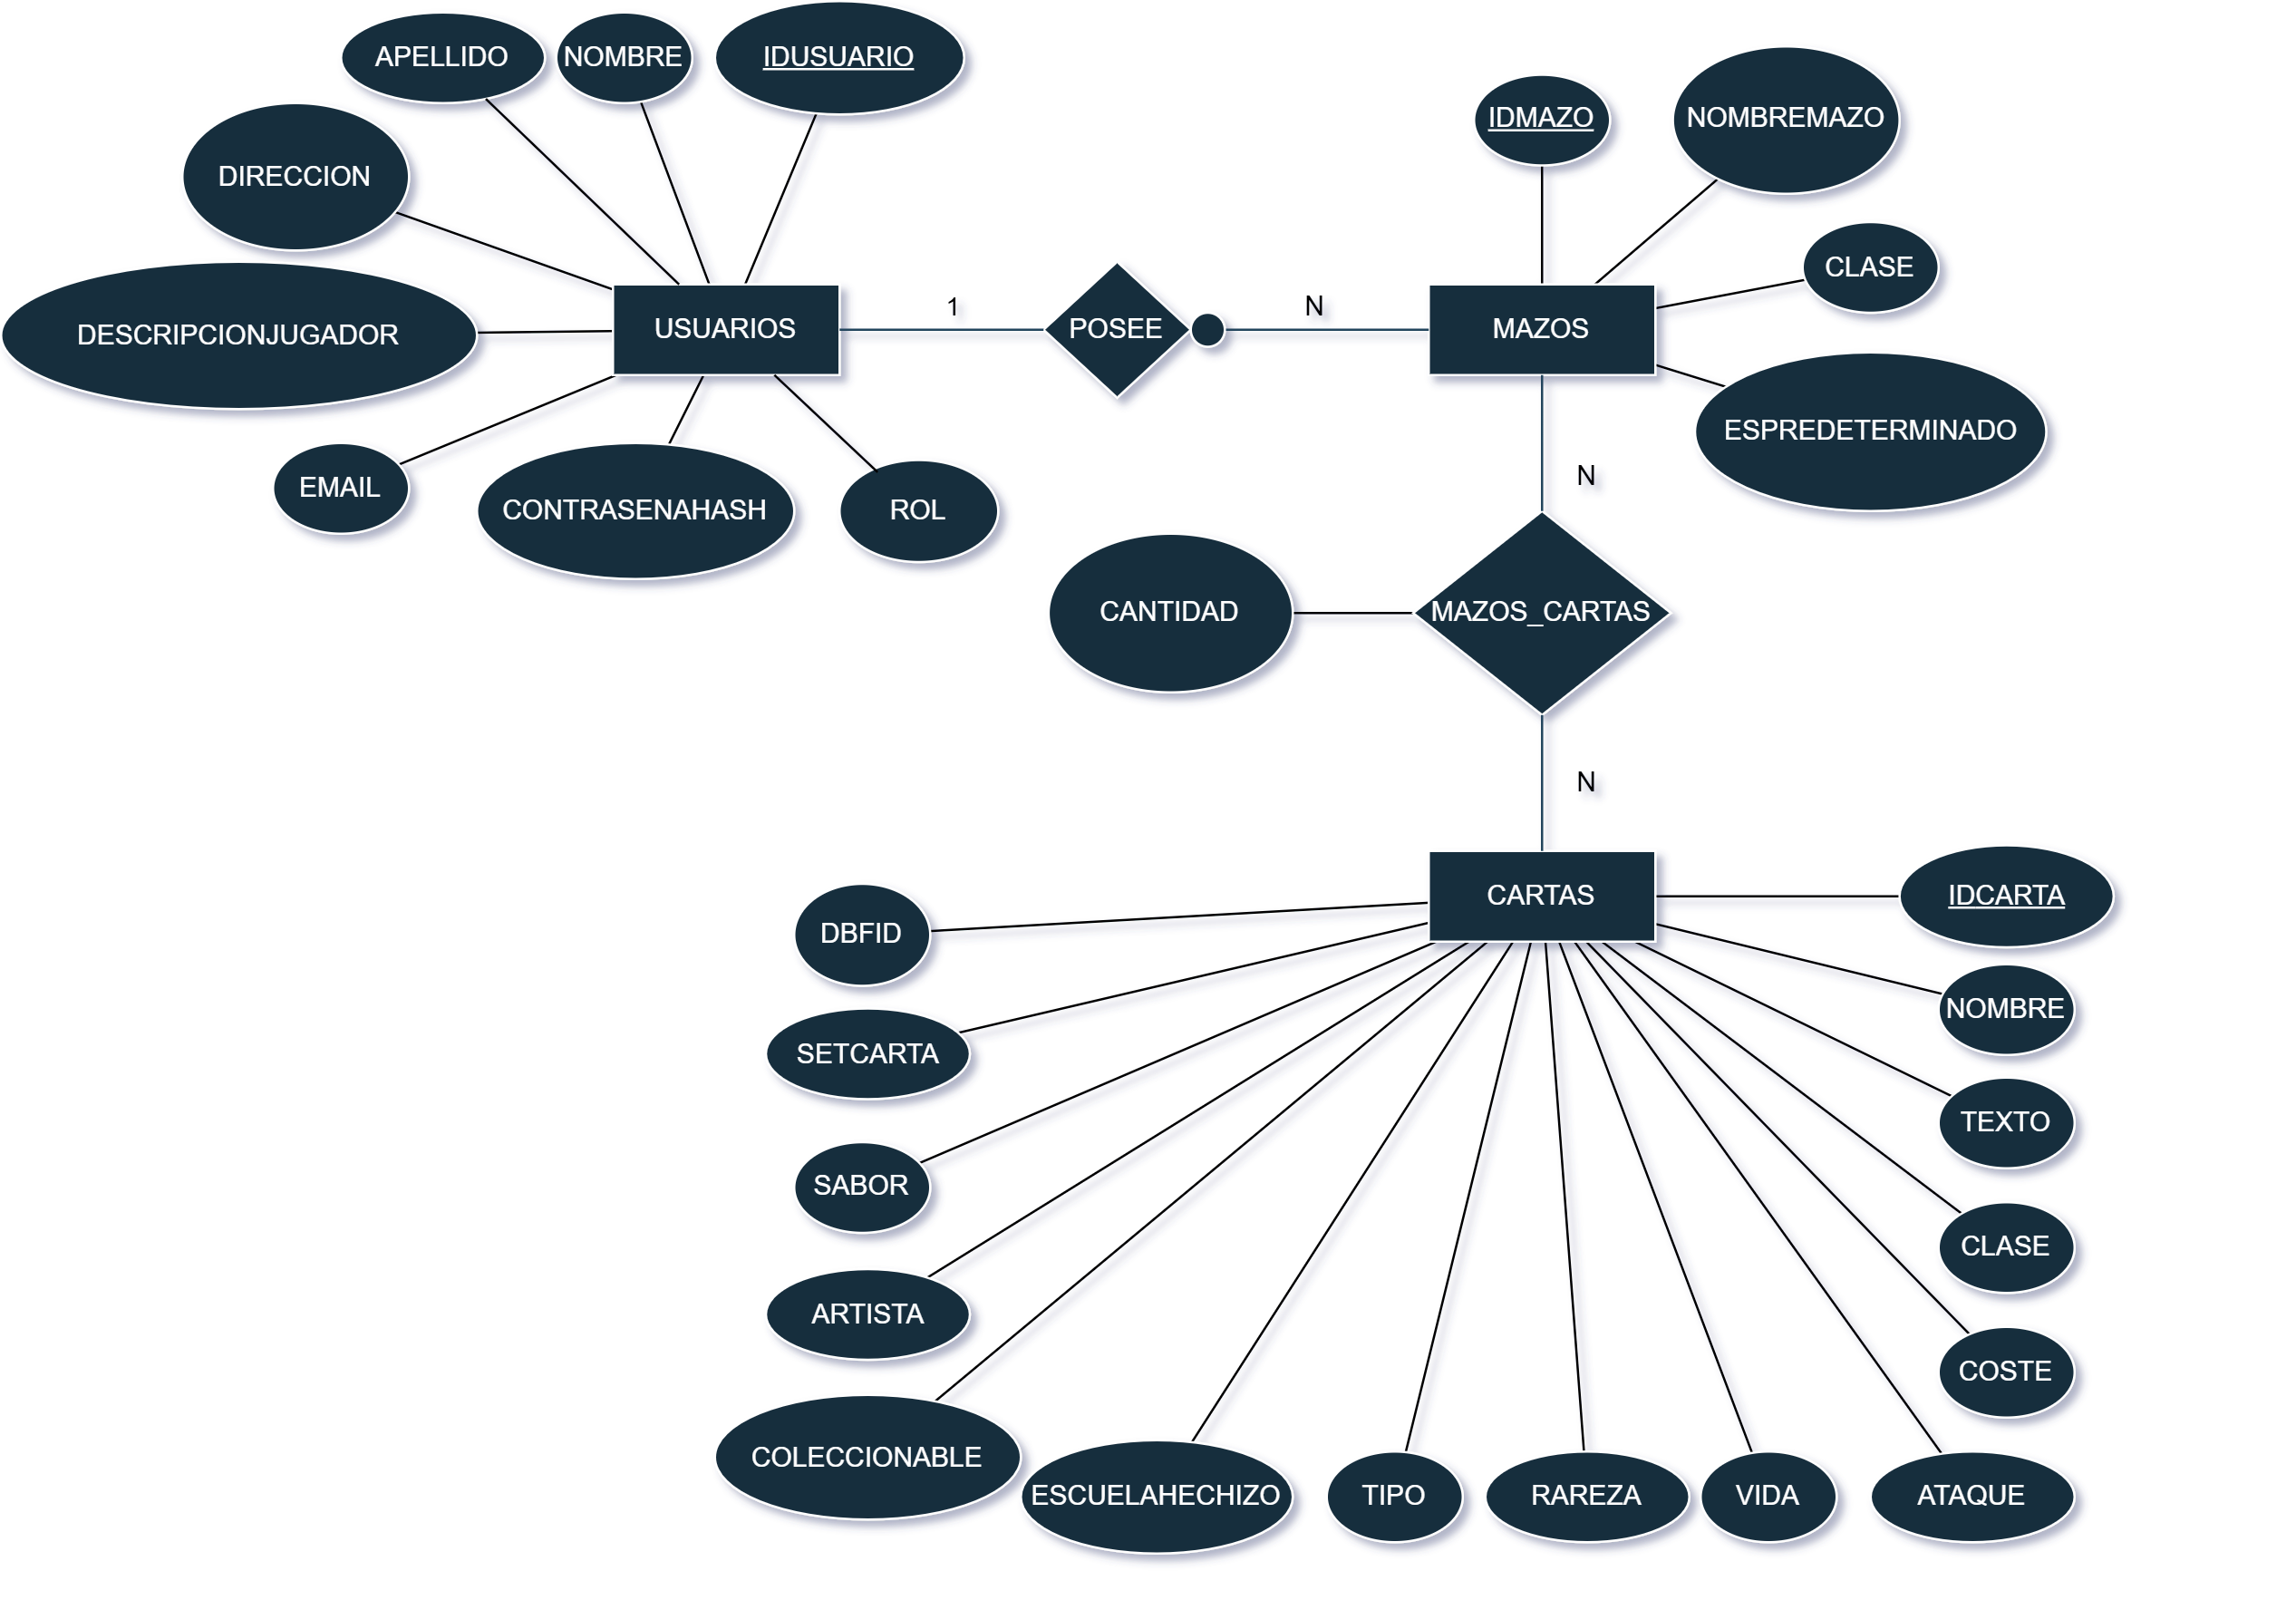 APELLIDO
NOMBRE
IDUSUARIO
DIRECCION
DESCRIPCIONJUGADOR
USUARIOS
EMAIL
CONTRASENAHASH
ROL
1
POSEE
N
IDMAZO
NOMBREMAZO
CLASE
MAZOS
ESPREDETERMINADO
N
CANTIDAD
MAZOS_CARTAS
N
CARTAS
IDCARTA
DBFID
NOMBRE
SETCARTA
TEXTO
SABOR
CLASE
ARTISTA
COSTE
COLECCIONABLE
ESCUELAHECHIZO
TIPO
RAREZA
VIDA
ATAQUE